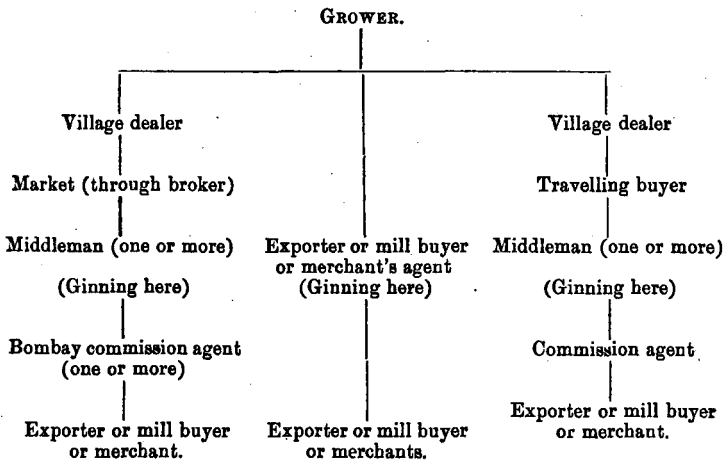 GROWER.
Village dealer
Market (through broker)
Middleman (one or more)
(Ginning here)
Bombay commission agent
(one or more)
Exporter or mill buyer
or merchant.
Exporter or mill buyer
or merchant's agent
(Ginning here)
Exporter or mill buyer
or merchants.
Village dealer
Travelling buyer
Middleman (one or more)
(Ginning here)
Commission agent
Exporter or mill buyer
or merchant.